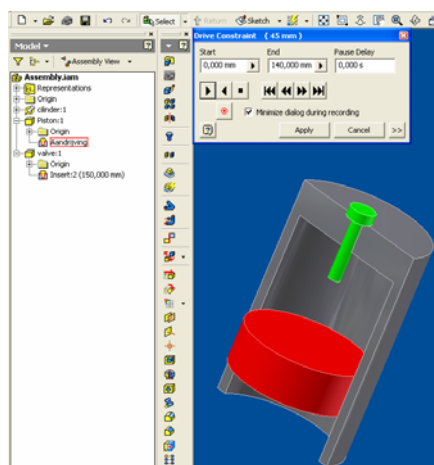 Select
Return
Sketch
Model
Assembly View
Assembly.iam
Representations
Origin
cilinder:1
Piston:1
Origin
Aandrijving
valve:1
Origin
Insert:2 (150,000 mm)
Drive Constraint ( 45 mm )
Start End Pause Delay
0,000 mm 140,000 mm 0,000 s
Minimize dialog during recording
Apply Cancel >>